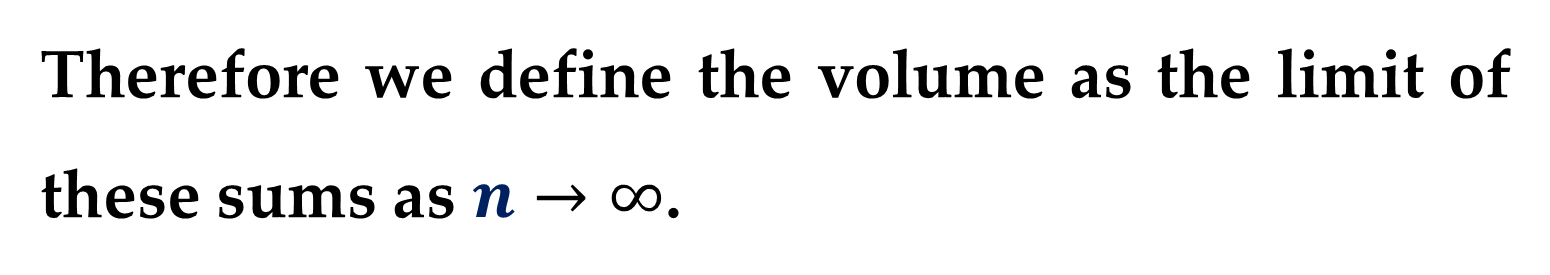 Therefore we define the volume as the limit of
these sums as n → ∞.